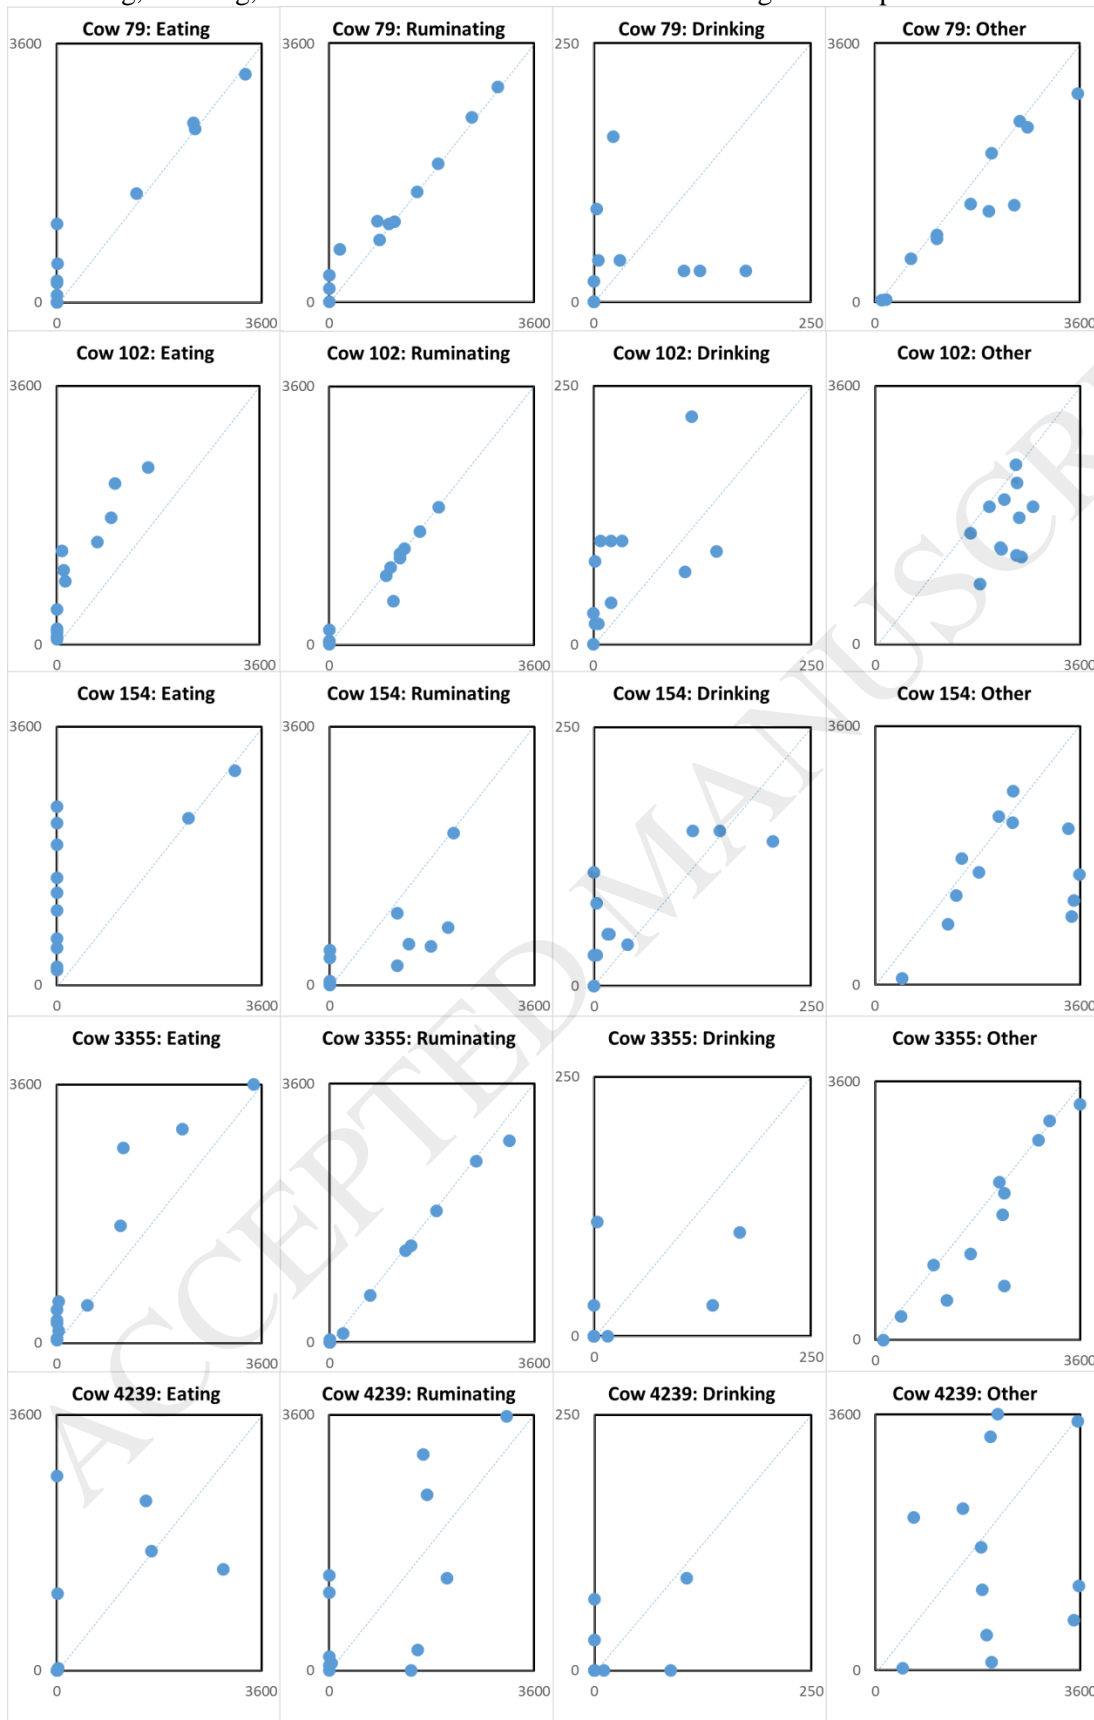 Cow 79: Eating Cow 79: Ruminating Cow 79: Drinking Cow 79: Other
3600 3600 250 3600
0 0 0 0
0 3600 0 3600 0 250 0 3600
Cow 102: Eating Cow 102: Ruminating Cow 102: Drinking Cow 102: Other
3600 3600 250 3600
0 0 0 0
0 3600 0 3600 0 250 0 3600
Cow 154: Eating Cow 154: Ruminating Cow 154: Drinking Cow 154: Other
3600 3600 250 3600
0 0 0 0
0 3600 0 3600 0 250 0 3600
Cow 3355: Eating Cow 3355: Ruminating Cow 3355: Drinking Cow 3355: Other
3600 3600 250 3600
0 0 0 0
0 3600 0 3600 0 250 0 3600
Cow 4239: Eating Cow 4239: Ruminating Cow 4239: Drinking Cow 4239: Other
3600 3600 250 3600
0 0 0 0
0 3600 0 3600 0 250 0 3600
ACCEPTED MANUSCR